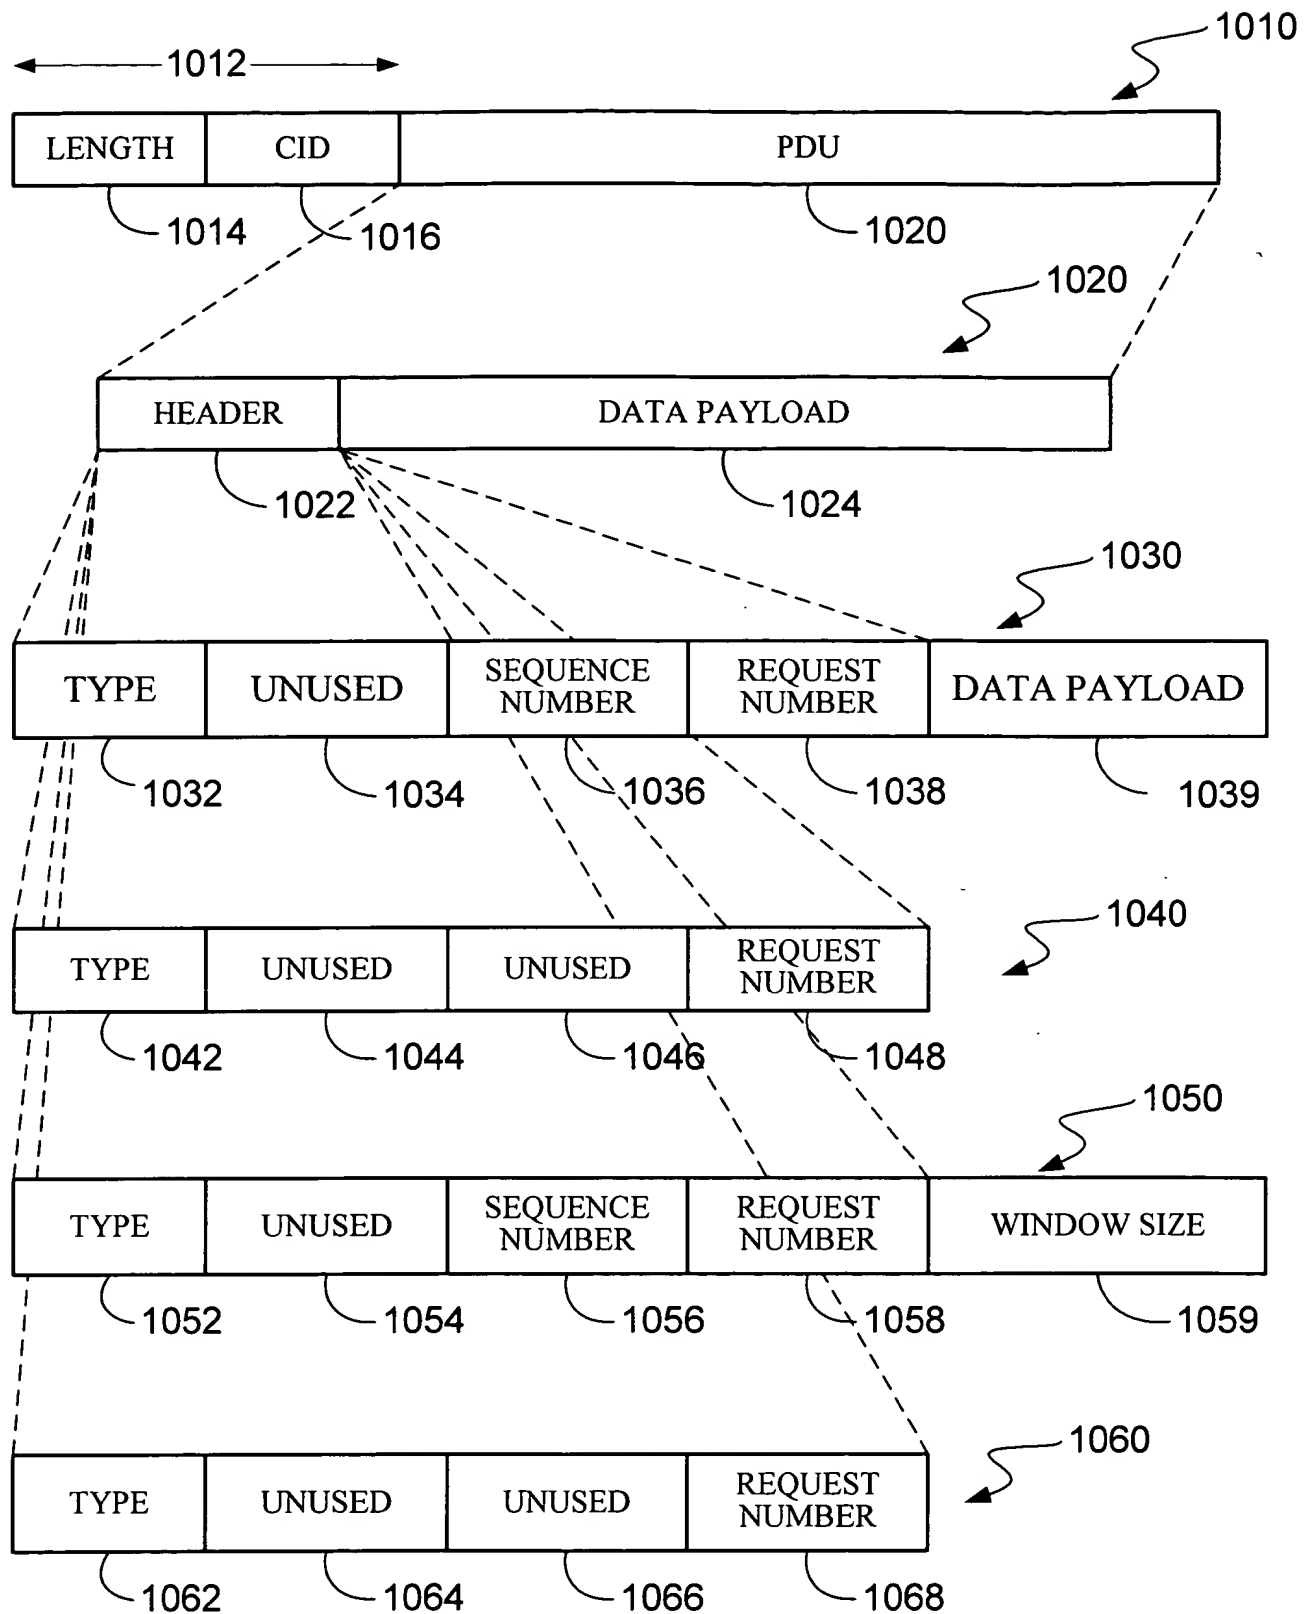 1010
1012
LENGTH CID PDU
1014 1016 1020
1020
HEADER DATA PAYLOAD
1022 1024
1030
TYPE UNUSED SEQUENCE NUMBER REQUEST NUMBER DATA PAYLOAD
1032 1034 1036 1038 1039
1040
TYPE UNUSED UNUSED REQUEST NUMBER
1042 1044 1046 1048
1050
TYPE UNUSED SEQUENCE NUMBER REQUEST NUMBER WINDOW SIZE
1052 1054 1056 1058 1059
1060
TYPE UNUSED UNUSED REQUEST NUMBER
1062 1064 1066 1068